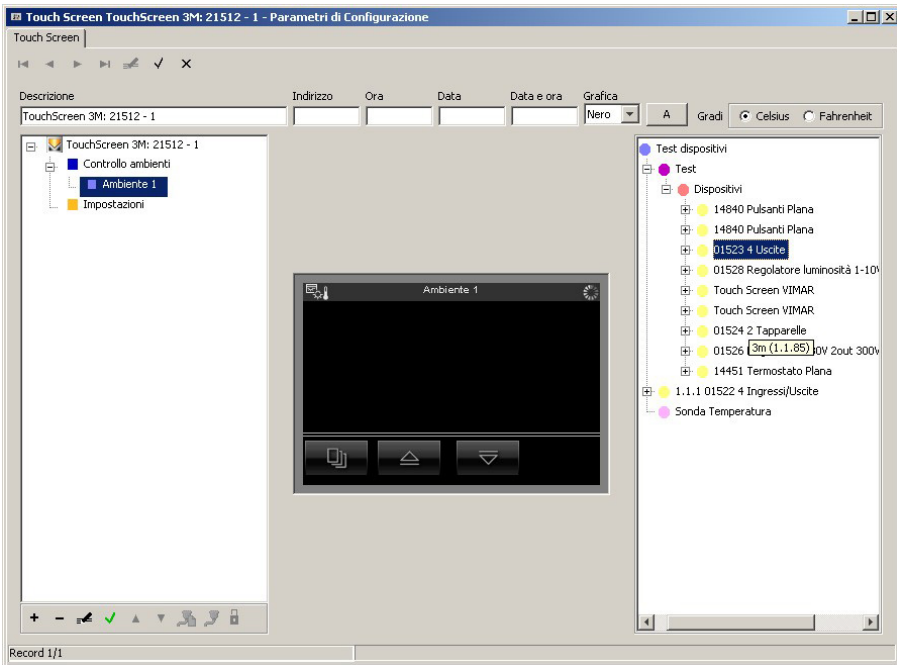 Touch Screen TouchScreen 3M: 21512 - 1 - Parametri di Configurazione
Touch Screen
Descrizione Indirizzo Ora Data Data e ora Grafica
TouchScreen 3M: 21512 - 1 Nero A Gradi Celsius Fahrenheit
TouchScreen 3M: 21512 - 1
Controllo ambienti
Ambiente 1
Impostazioni
Ambiente 1
Test dispositivi
Test
Dispositivi
14840 Pulsanti Plana
14840 Pulsanti Plana
01523 4 Uscite
01528 Regolatore luminosità 1-10V
Touch Screen VIMAR
Touch Screen VIMAR
01524 2 Tapparelle
3m (1.1.85)
01526 30V 2out 300V
14451 Termostato Plana
1.1.1 01522 4 Ingressi/Uscite
Sonda Temperatura
Record 1/1